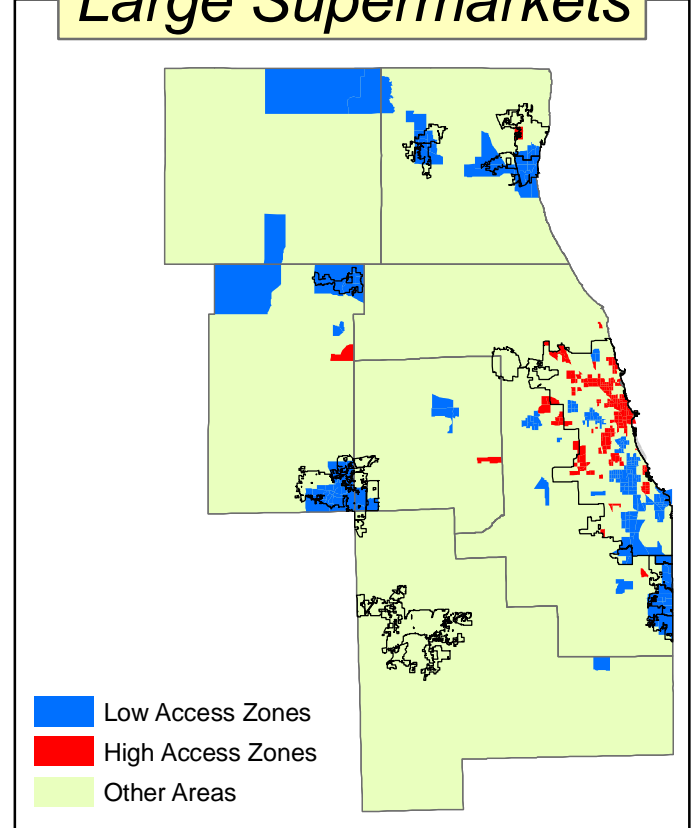 Large Supermarkets
Low Access Zones
High Access Zones
Other Areas